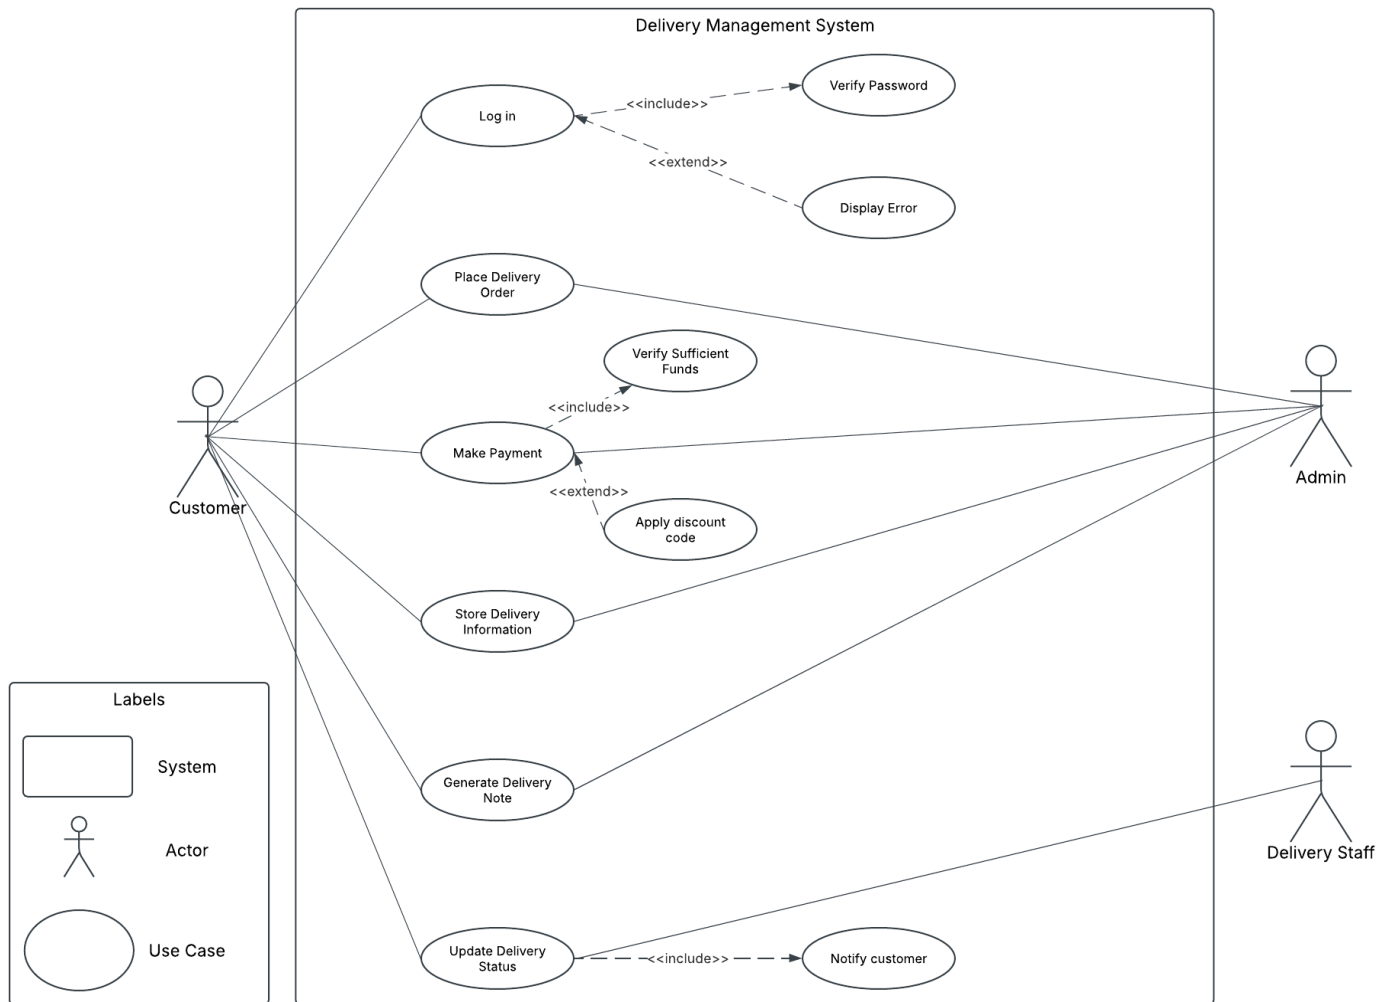 Delivery Management System
Verify Password
<<include>>
Log in
<<extend>>
Display Error
Place Delivery
Order
Verify Sufficient
Funds
<<include>>
Make Payment
Admin
<<extend>>
Customer
Apply discount
code
Store Delivery
Information
Labels
System
Generate Delivery
Note
Actor
Delivery Staff
Use Case
Update Delivery
Status
<<include>>
Notify customer